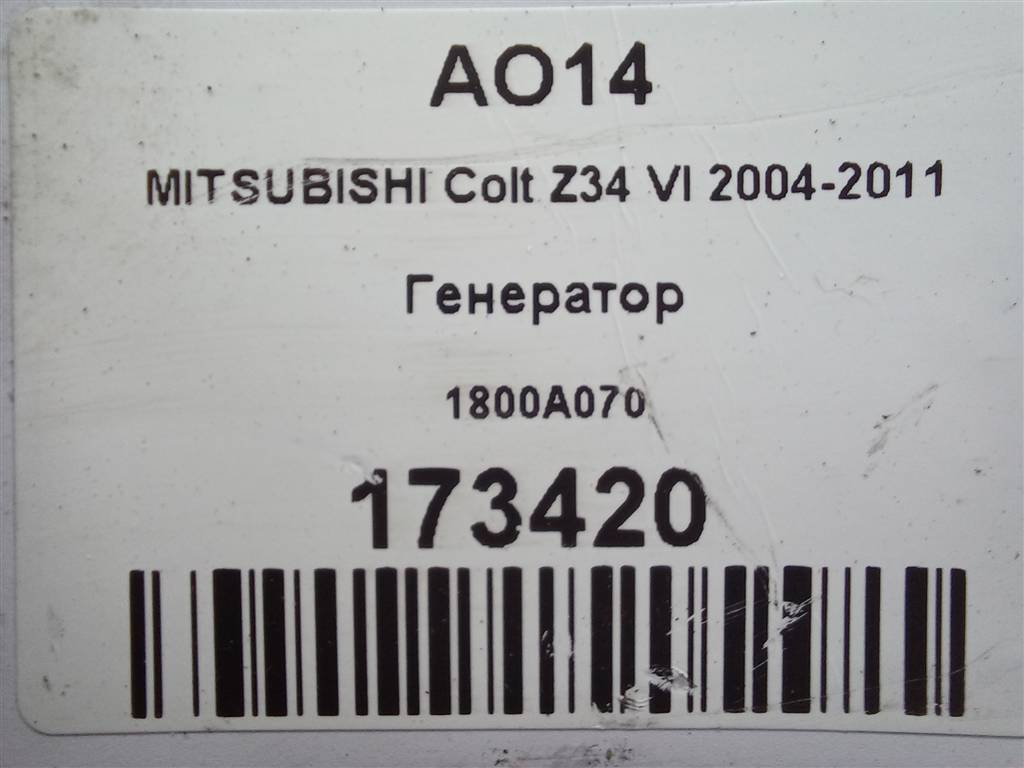 AO14
MITSUBISHI Colt Z34 VI 2004-2011
Генератор
1800A070
173420